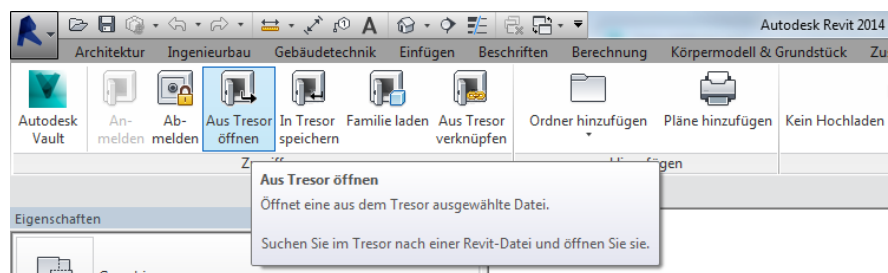 Autodesk Revit 2014
Architektur Ingenieurbau Gebäudetechnik Einfügen Beschriften Berechnung Körpermodell & Grundstück
Autodesk Vault
An-melden
Ab-melden
Aus Tresor öffnen
In Tresor speichern
Familie laden
Aus Tresor verknüpfen
Ordner hinzufügen
Pläne hinzufügen
Kein Hochladen
Aus Tresor öffnen
Öffnet eine aus dem Tresor ausgewählte Datei.
Suchen Sie im Tresor nach einer Revit-Datei und öffnen Sie sie.
Eigenschaften